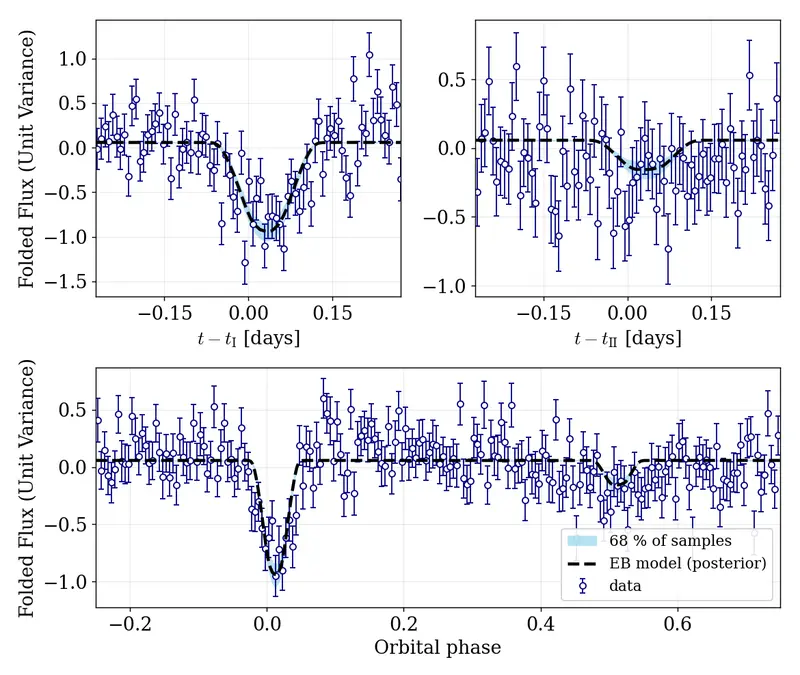 Folded Flux (Unit Variance)
1.0
0.5
0.0
−0.5
−1.0
−1.5
−0.15 0.00 0.15
t − tI [days]
0.5
0.0
−0.5
−1.0
−0.15 0.00 0.15
t − tII [days]
Folded Flux (Unit Variance)
0.5
0.0
−0.5
−1.0
68 % of samples
EB model (posterior)
data
−0.2 0.0 0.2 0.4 0.6
Orbital phase